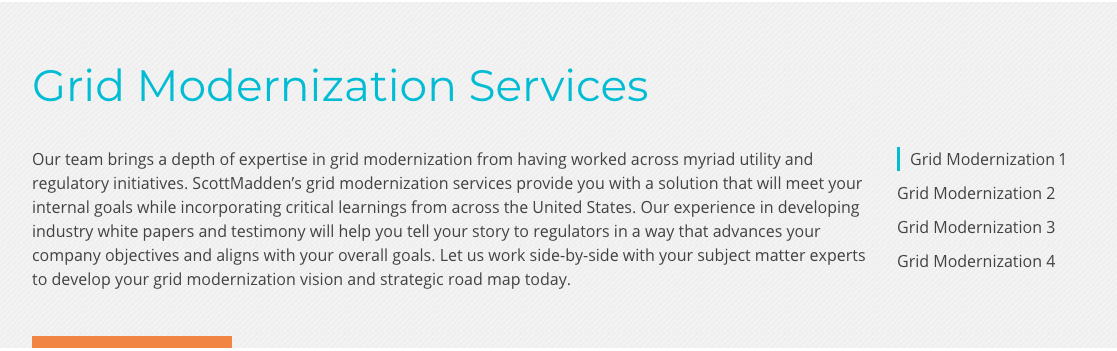 Grid Modernization Services
Our team brings a depth of expertise in grid modernization from having worked across myriad utility and
regulatory initiatives. ScottMadden’s grid modernization services provide you with a solution that will meet your
internal goals while incorporating critical learnings from across the United States. Our experience in developing
industry white papers and testimony will help you tell your story to regulators in a way that advances your
company objectives and aligns with your overall goals. Let us work side-by-side with your subject matter experts
to develop your grid modernization vision and strategic road map today.
Grid Modernization 1
Grid Modernization 2
Grid Modernization 3
Grid Modernization 4